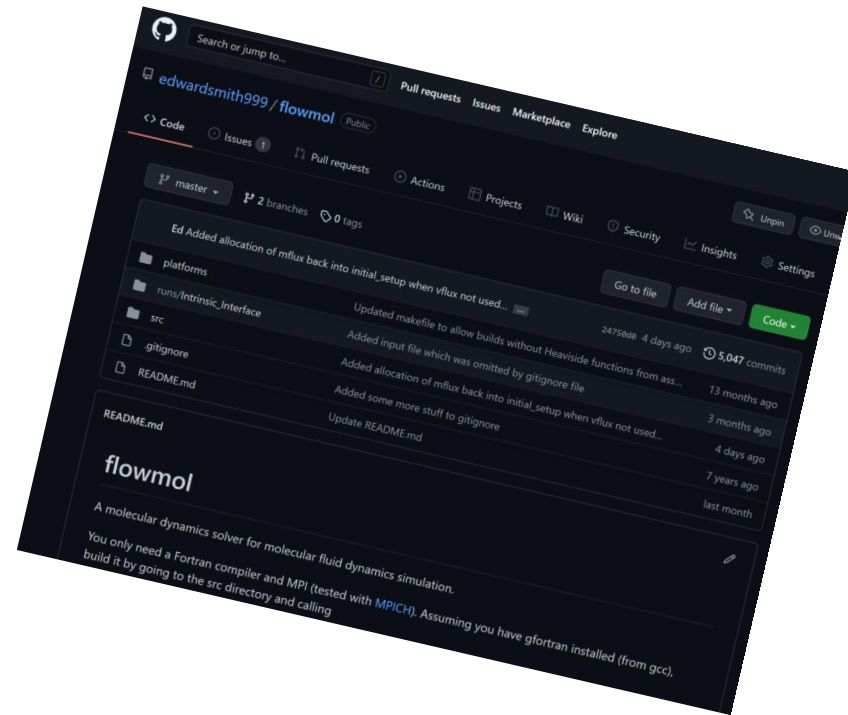 Search or jump to... /
Pull requests Issues Marketplace Explore
edwardsmith999 / flowmol Public
Unpin
<> Code Issues 1 Pull requests Actions Projects Wiki Security Insights Settings
master 2 branches 0 tags
Go to file Add file Code
Ed Added allocation of mflux back into initial_setup when vflux not used... ... 24750de 4 days ago 5,047 commits
platforms Updated makefile to allow builds without Heaviside functions from ass... 13 months ago
runs/Intrinsic_Interface Added input file which was omitted by gitignore file 3 months ago
src Added allocation of mflux back into initial_setup when vflux not used... 4 days ago
.gitignore Added some more stuff to gitignore 7 years ago
README.md Update README.md last month
README.md
flowmol
A molecular dynamics solver for molecular fluid dynamics simulation.
You only need a Fortran compiler and MPI (tested with MPICH). Assuming you have gfortran installed (from gcc),
build it by going to the src directory and calling